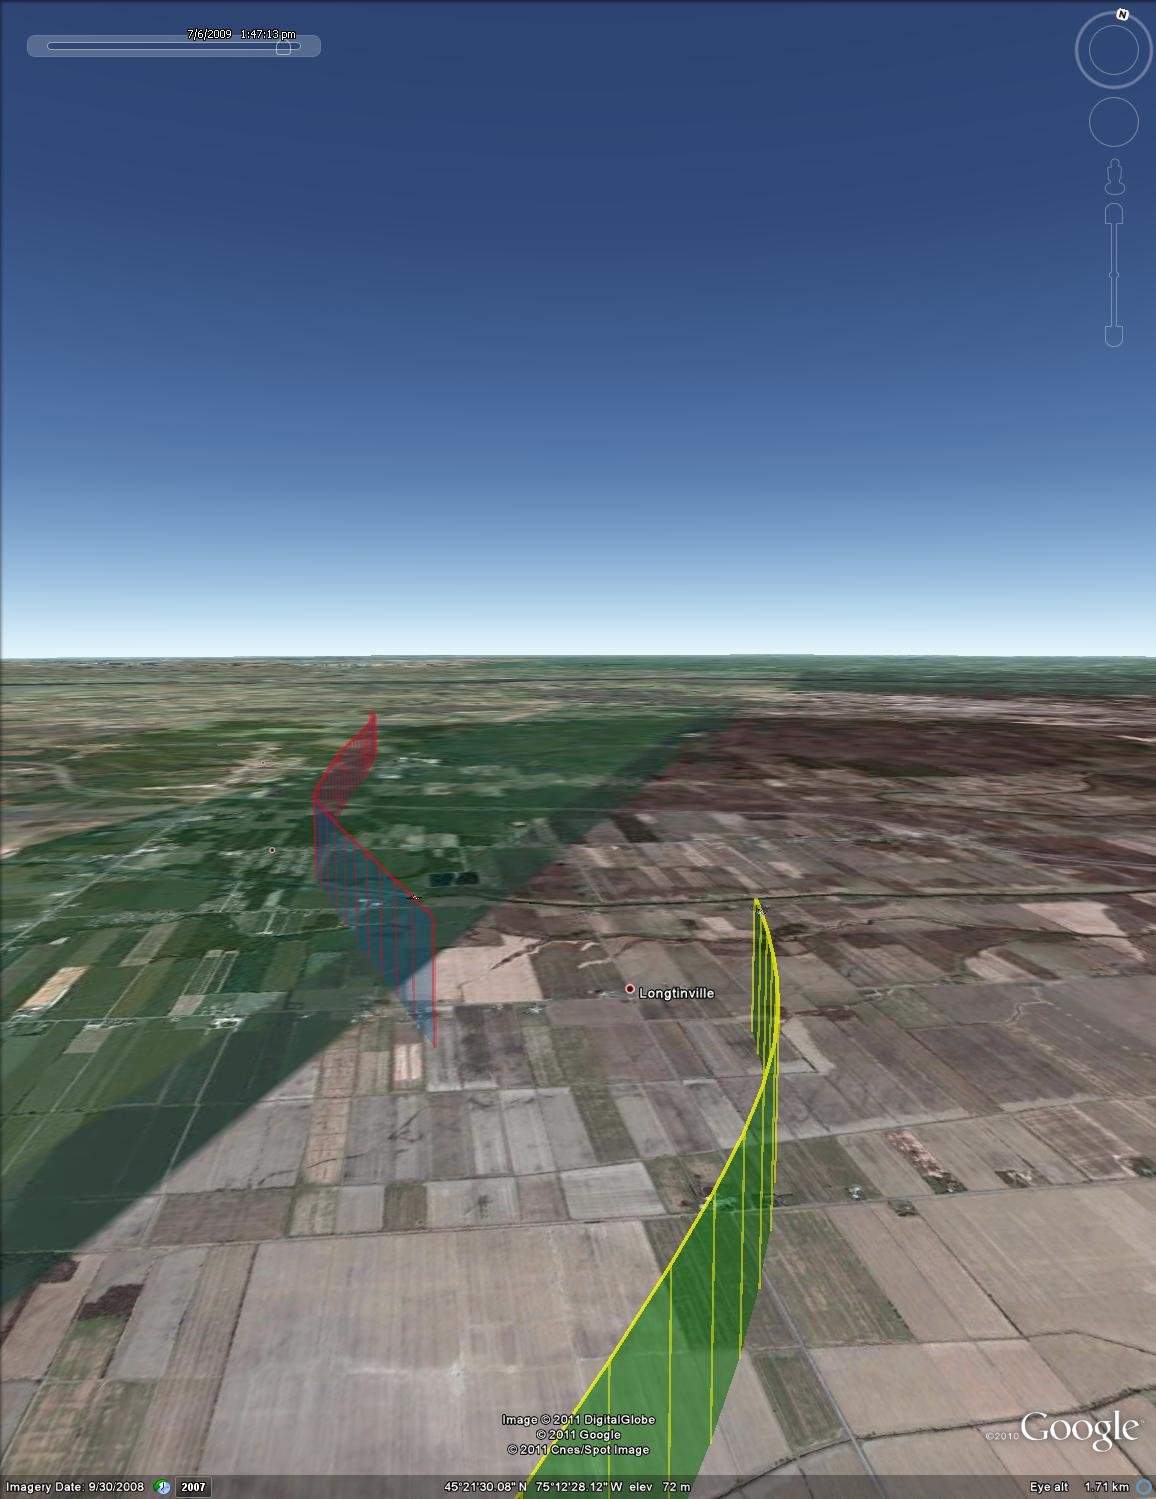 7/6/2009 1:47:13 pm
N
Longtinville
Image © 2011 DigitalGlobe
© 2011 Google
© 2011 Cnes/Spot Image
©2010 Google
Imagery Date: 9/30/2008 2007 45°21'30.08" N 75°12'28.12" W elev 72 m Eye alt 1.71 km